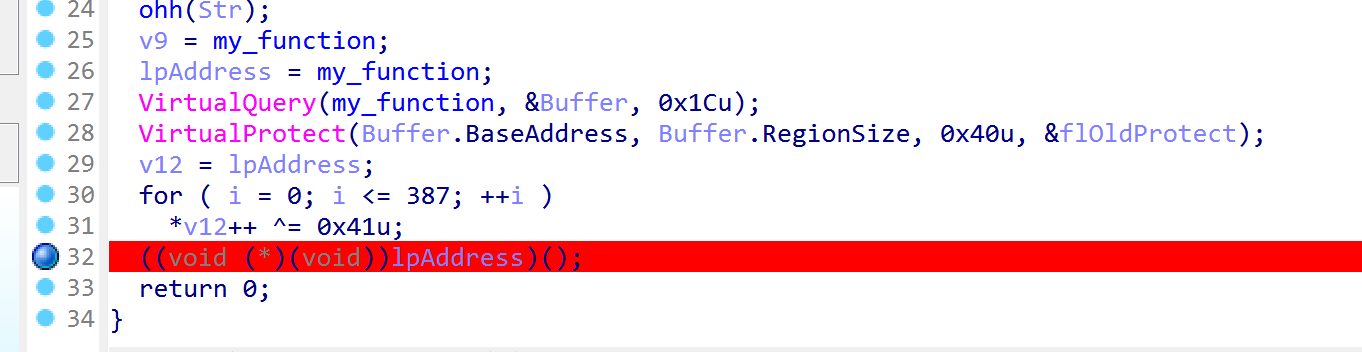 24 ohh(Str);
25 v9 = my_function;
26 lpAddress = my_function;
27 VirtualQuery(my_function, &Buffer, 0x1Cu);
28 VirtualProtect(Buffer.BaseAddress, Buffer.RegionSize, 0x40u, &flOldProtect);
29 v12 = lpAddress;
30 for ( i = 0; i <= 387; ++i )
31 *v12++ ^= 0x41u;
32 ((void (*)(void))lpAddress)();
33 return 0;
34 }